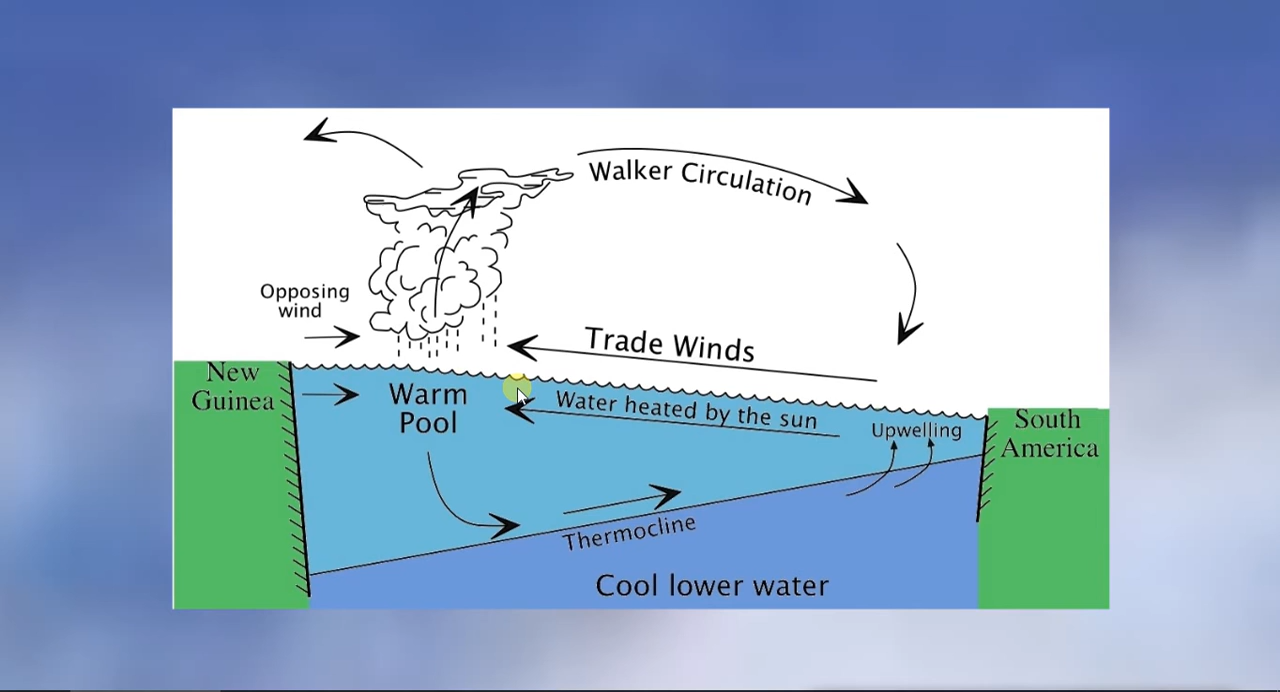 Walker Circulation
Opposing
wind
Trade Winds
New
Guinea
Warm
Pool
Water heated by the sun
Upwelling
South
America
Thermocline
Cool lower water